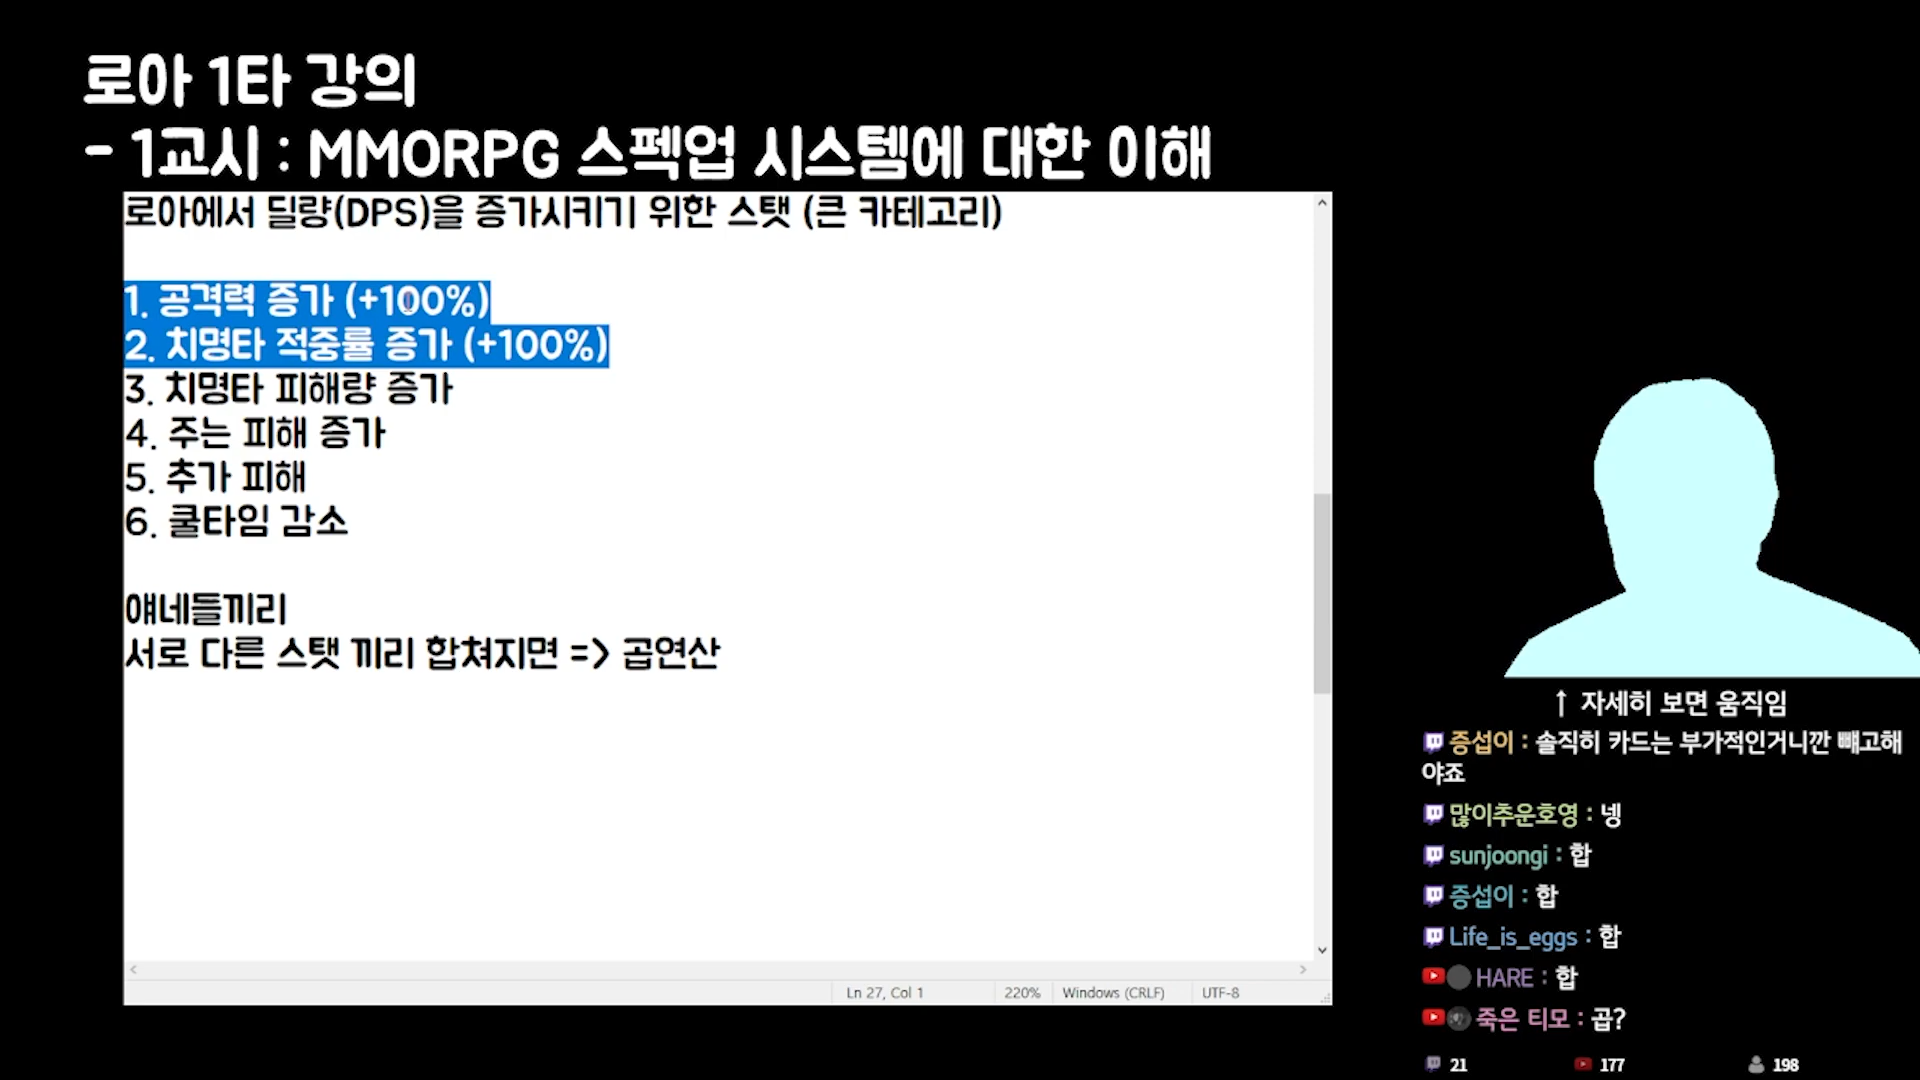 로아 1타 강의
- 1교시 : MMORPG 스펙업 시스템에 대한 이해
로아에서 딜량(DPS)을 증가시키기 위한 스탯 (큰 카테고리)
1. 공격력 증가 (+100%)
2. 치명타 적중률 증가 (+100%)
3. 치명타 피해량 증가
4. 주는 피해 증가
5. 추가 피해
6. 쿨타임 감소
얘네들끼리
서로 다른 스탯 끼리 합쳐지면 => 곱연산
Ln 27, Col 1
220%
Windows (CRLF)
UTF-8
↑ 자세히 보면 움직임
증섭이 : 솔직히 카드는 부가적인거니깐 빼고해
야죠
많이추운호영 : 넹
sunjoongi : 합
증섭이 : 합
Life_is_eggs : 합
HARE : 합
죽은 티모 : 곱?
21
177
198